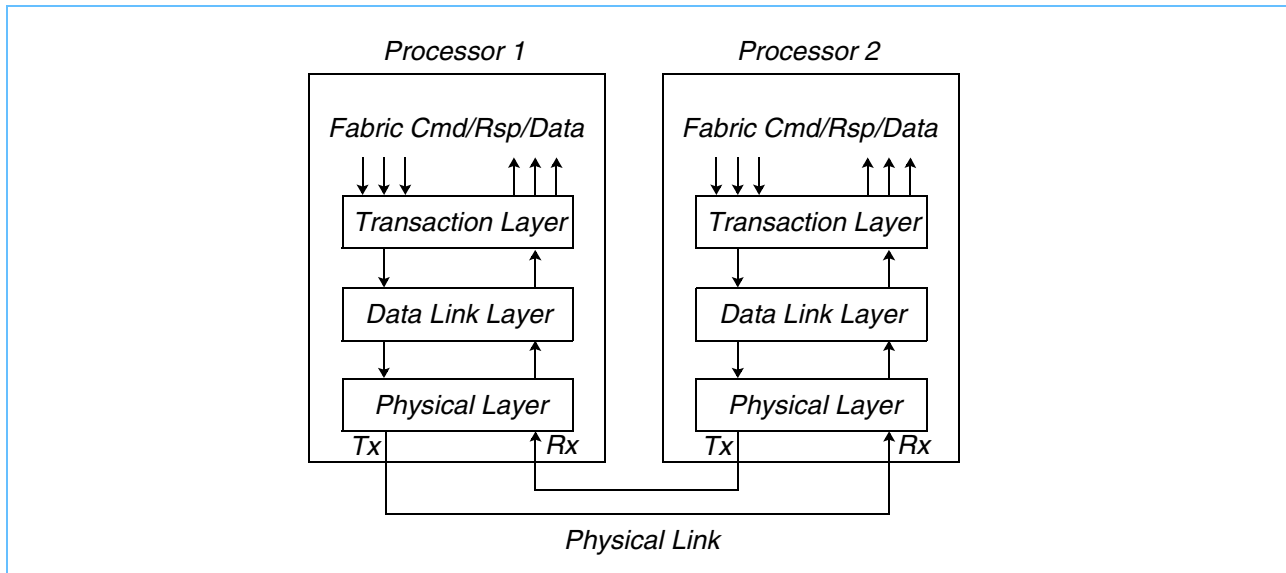 Processor 1
Processor 2
Fabric Cmd/Rsp/Data
Fabric Cmd/Rsp/Data
Transaction Layer
Transaction Layer
Data Link Layer
Data Link Layer
Physical Layer
Physical Layer
Tx
Rx
Tx
Rx
Physical Link